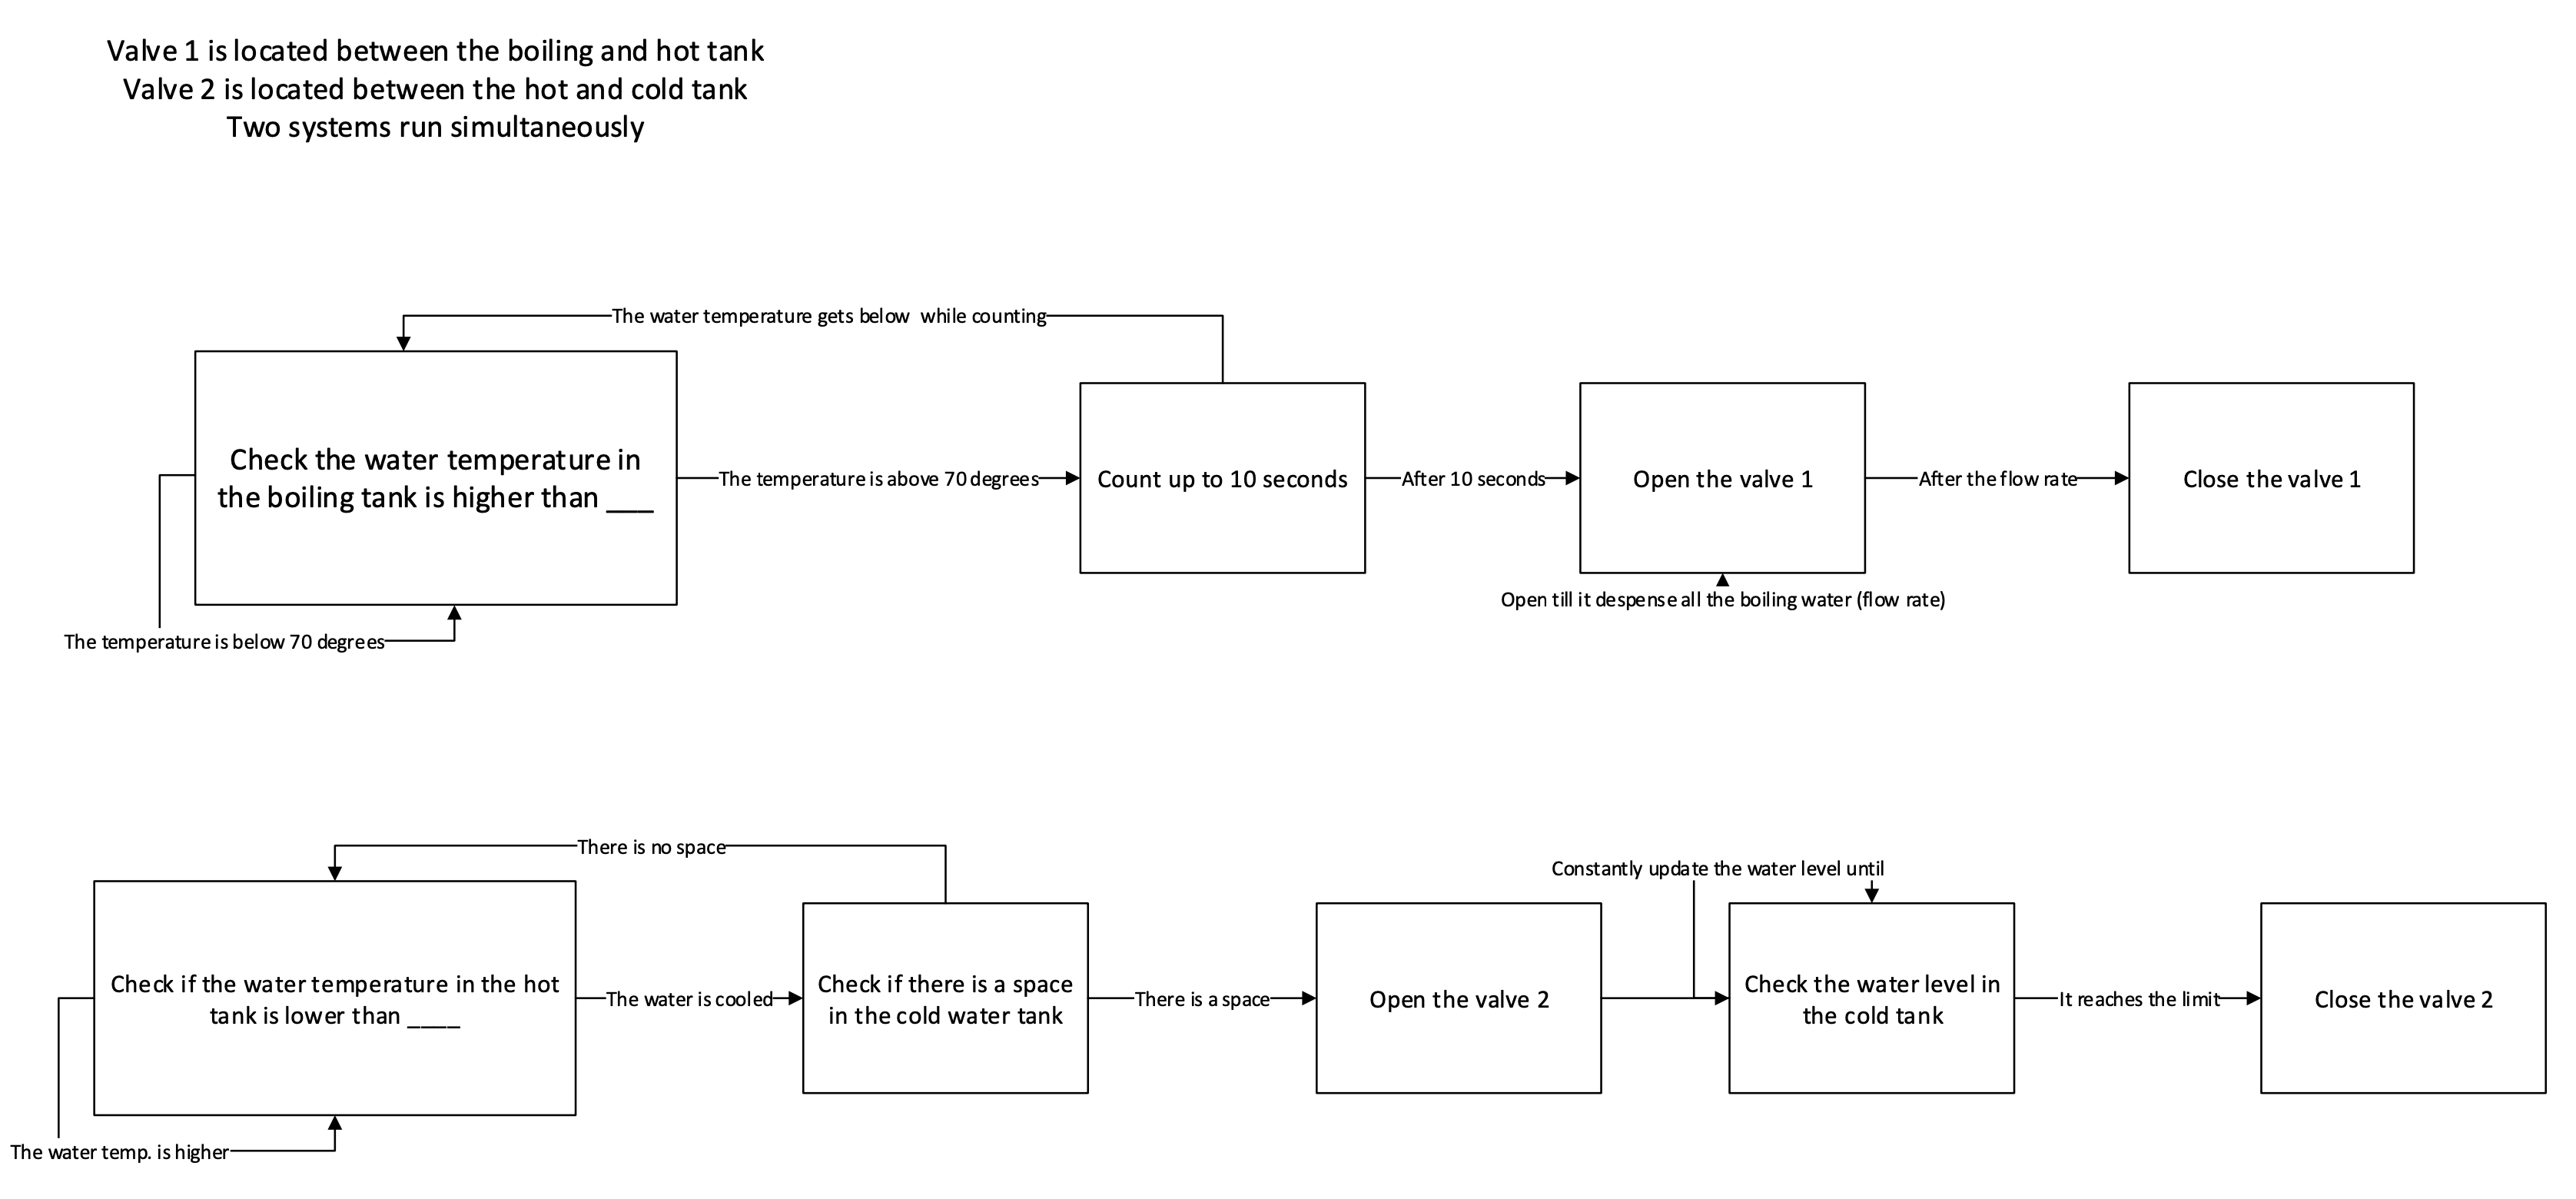 Valve 1 is located between the boiling and hot tank
Valve 2 is located between the hot and cold tank
Two systems run simultaneously
The water temperature gets below  while counting
Check the water temperature in
the boiling tank is higher than ___
The temperature is above 70 degrees
Count up to 10 seconds
After 10 seconds
Open the valve 1
After the flow rate
Close the valve 1
Open till it despense all the boiling water (flow rate)
The temperature is below 70 degrees
There is no space
Constantly update the water level until
Check if the water temperature in the hot
tank is lower than ____
The water is cooled
Check if there is a space
in the cold water tank
There is a space
Open the valve 2
Check the water level in
the cold tank
It reaches the limit
Close the valve 2
The water temp. is higher